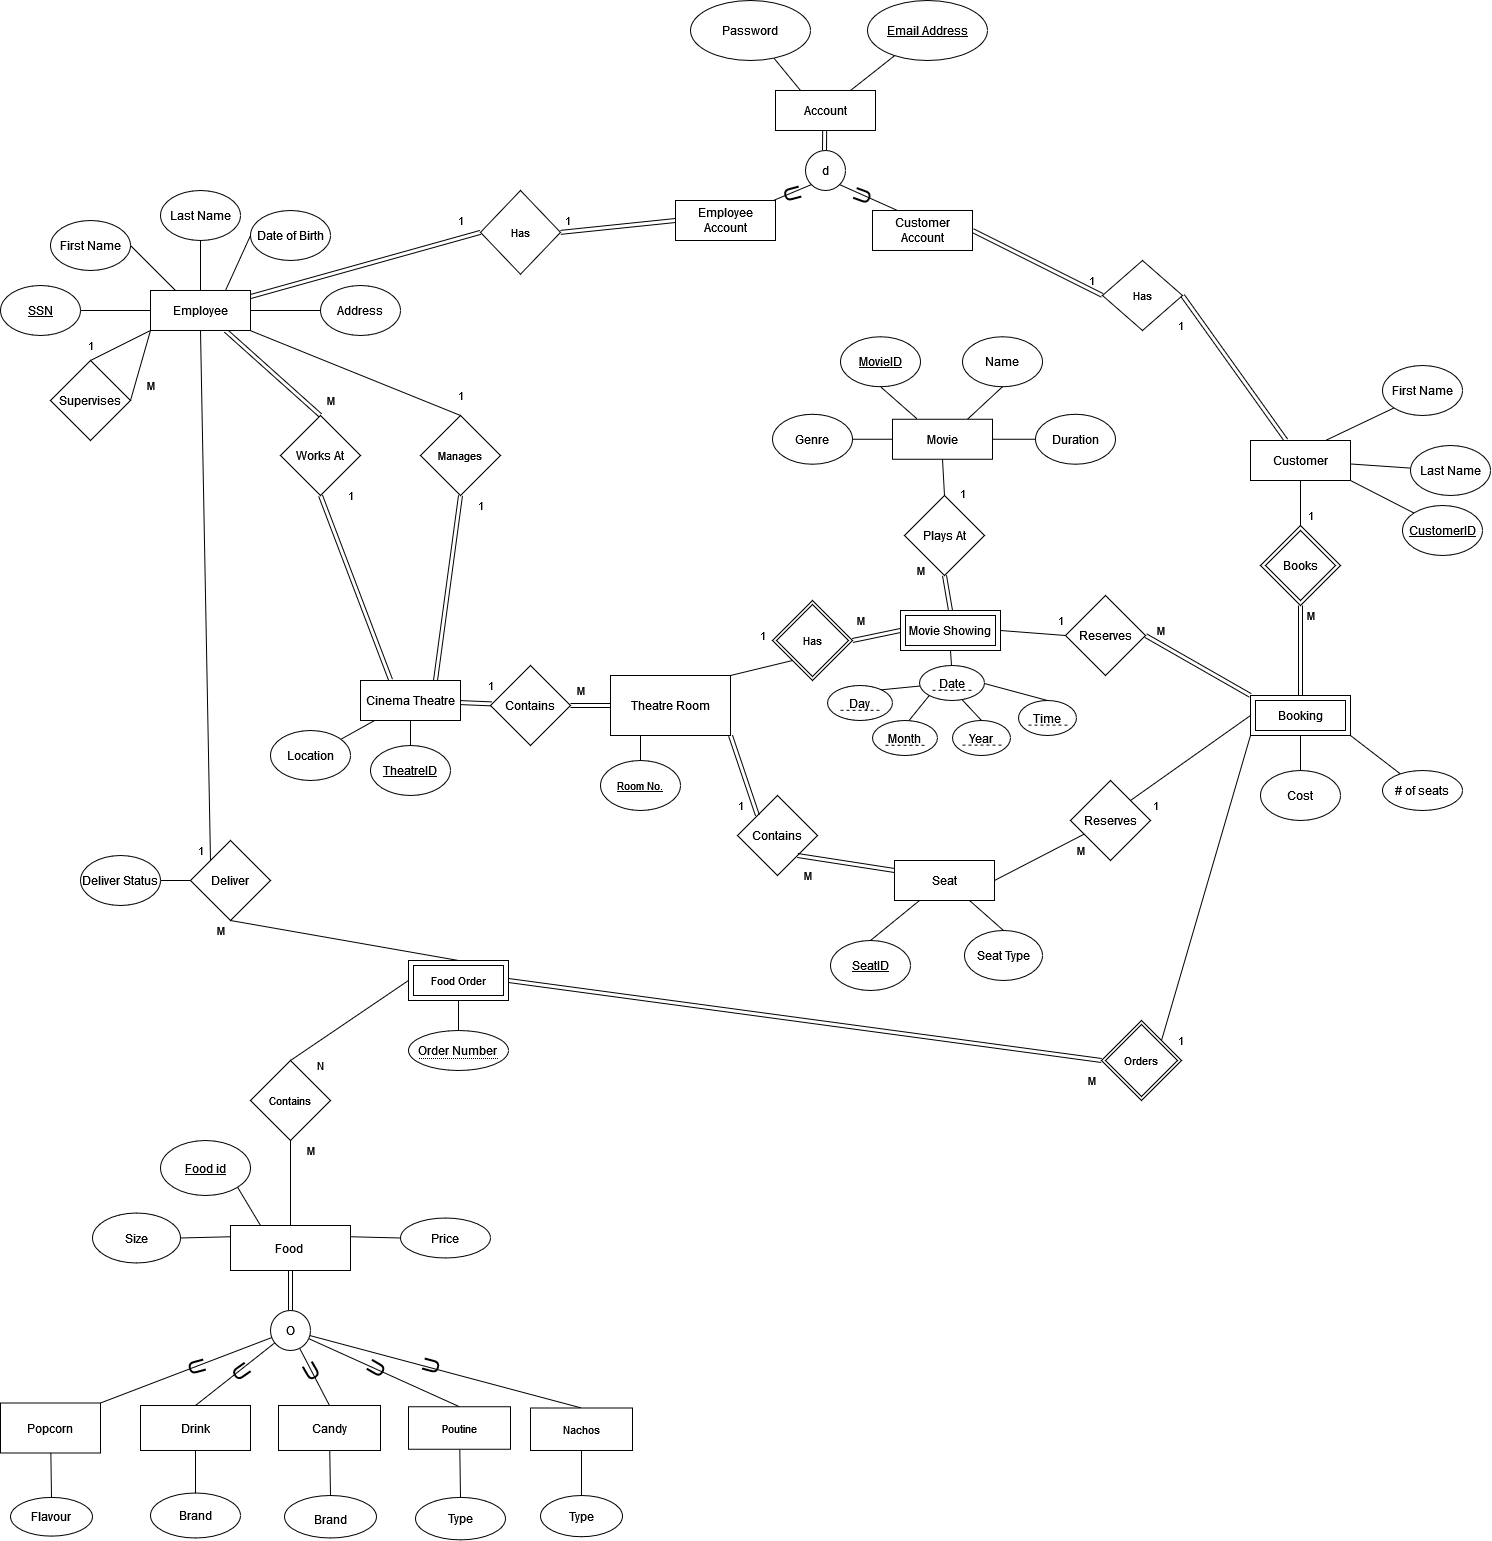 Password
Email Address
Account
d
Employee
Account
Customer
Account
Last Name
First Name
Date of Birth
1
Has
1
SSN
Employee
Address
1
Has
1
1
Supervises
M
M
1
Works At
Manages
1
1
MovieID
Name
Genre
Movie
Duration
First Name
Customer
Last Name
CustomerID
1
Plays At
M
1
Books
M
1
Has
M
Movie Showing
1
Reserves
M
Date
Day
Month
Year
Time
Cinema Theatre
1
Contains
M
Theatre Room
Booking
Location
TheatreID
Room No.
Cost
# of seats
1
Contains
M
Reserves
1
M
Seat
SeatID
Seat Type
Deliver Status
1
Deliver
M
Food Order
Order Number
Orders
1
M
N
Contains
M
Food id
Size
Food
Price
O
Popcorn
Drink
Candy
Poutine
Nachos
Flavour
Brand
Brand
Type
Type